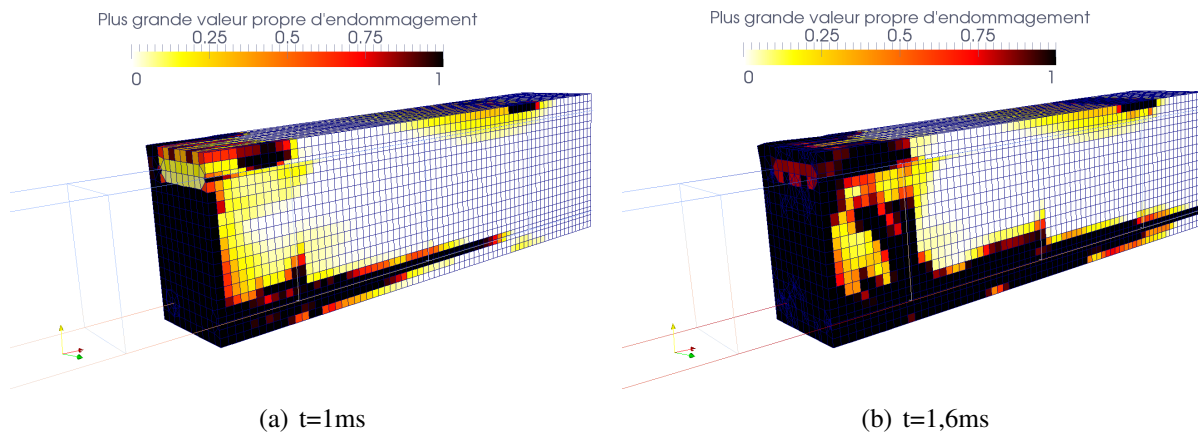 Plus grande valeur propre d'endommagement
0.25 0.5 0.75
0 1
Plus grande valeur propre d'endommagement
0.25 0.5 0.75
0 1
(a) t=1ms
(b) t=1,6ms